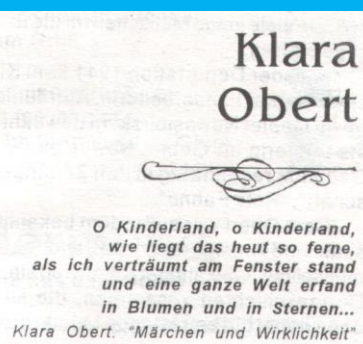 Klara
Obert
O Kinderland, o Kinderland,
wie liegt das heut so ferne,
als ich verträumt am Fenster stand
und eine ganze Welt erfand
in Blumen und in Sternen...
Klara Obert. "Märchen und Wirklichkeit"